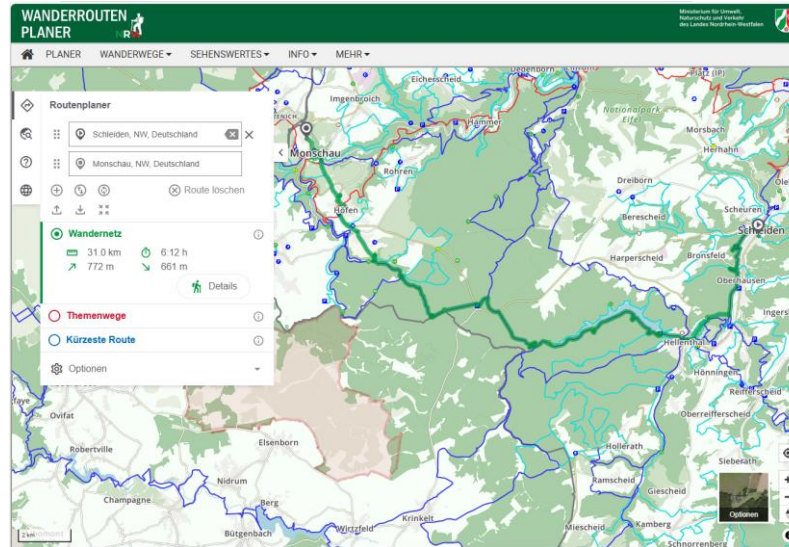 WANDERROUTEN
PLANER
NRW
Ministerium für Umwelt,
Naturschutz und Verkehr
des Landes Nordrhein-Westfalen
PLANER WANDERWEGE SEHENSWERTES INFO MEHR
Routenplaner
Schleiden, NW, Deutschland
Monschau, NW, Deutschland
Route löschen
Wandernetz
31.0 km 6:12 h
772 m 661 m
Details
Themenwege
Kürzeste Route
Optionen
Eicherscheid
Imgenbroich
Hammer
Monschau
Rohren
Höfen
Nationalpark
Eifel
Morsbach
Herhahn
Dreiborn
Scheuren
Berescheid
Schleiden
Harperscheid
Bronsfeld
Oberhausen
Hellenthal
Hönningen
Reifferscheid
Oberreifferscheid
Ovifat
Robertville
Elsenborn
Hollerath
Sieberath
Ramscheid
Giescheid
Nidrum
Champagne
Berg
Krinkelt
Wirtzfeld
Bütgenbach
Miescheid
Kamberg
Schnorrenberg
Optionen
2 km